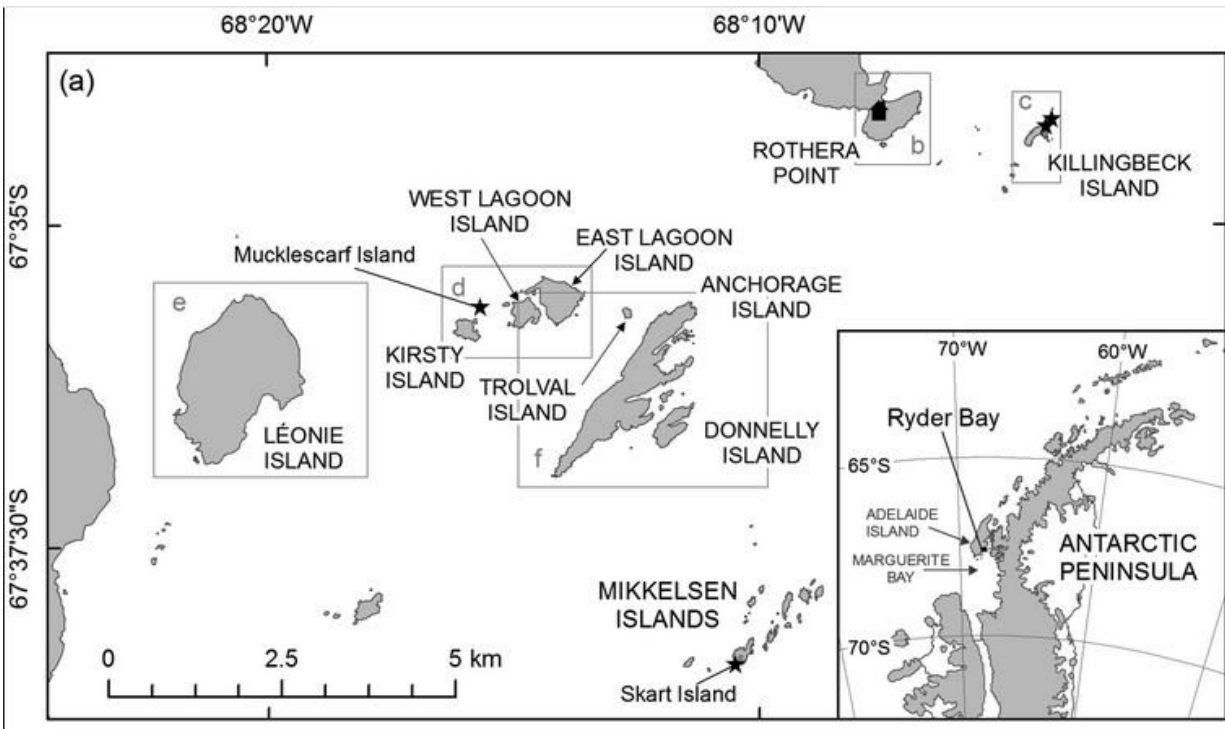 68°20'W
68°10'W
(a)
c
b
ROTHERA
POINT
KILLINGBECK
ISLAND
67°35'S
WEST LAGOON
ISLAND
EAST LAGOON
ISLAND
Mucklescarf Island
d
ANCHORAGE
ISLAND
e
KIRSTY
ISLAND
TROLVAL
ISLAND
LÉONIE
ISLAND
DONNELLY
ISLAND
f
67°37'30"S
MIKKELSEN
ISLANDS
Skart Island
0 2.5 5 km
70°W
60°W
Ryder Bay
65°S
ADELAIDE
ISLAND
MARGUERITE
BAY
ANTARCTIC
PENINSULA
70°S